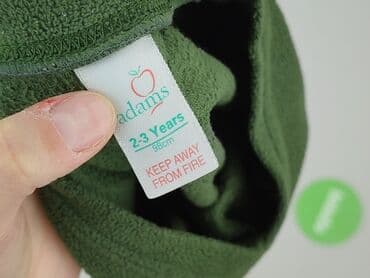 adams
2-3 Years
98cm
KEEP AWAY
FROM FIRE